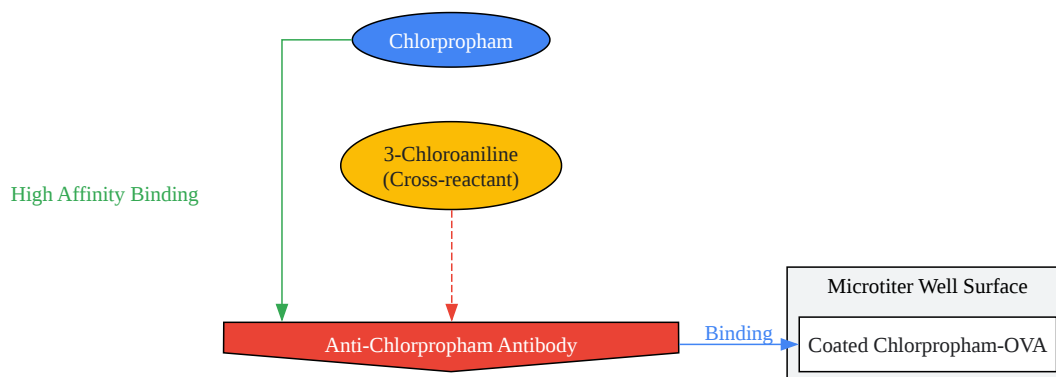 Chlorpropham
3-Chloroaniline
(Cross-reactant)
High Affinity Binding
Microtiter Well Surface
Anti-Chlorpropham Antibody
Binding
Coated Chlorpropham-OVA